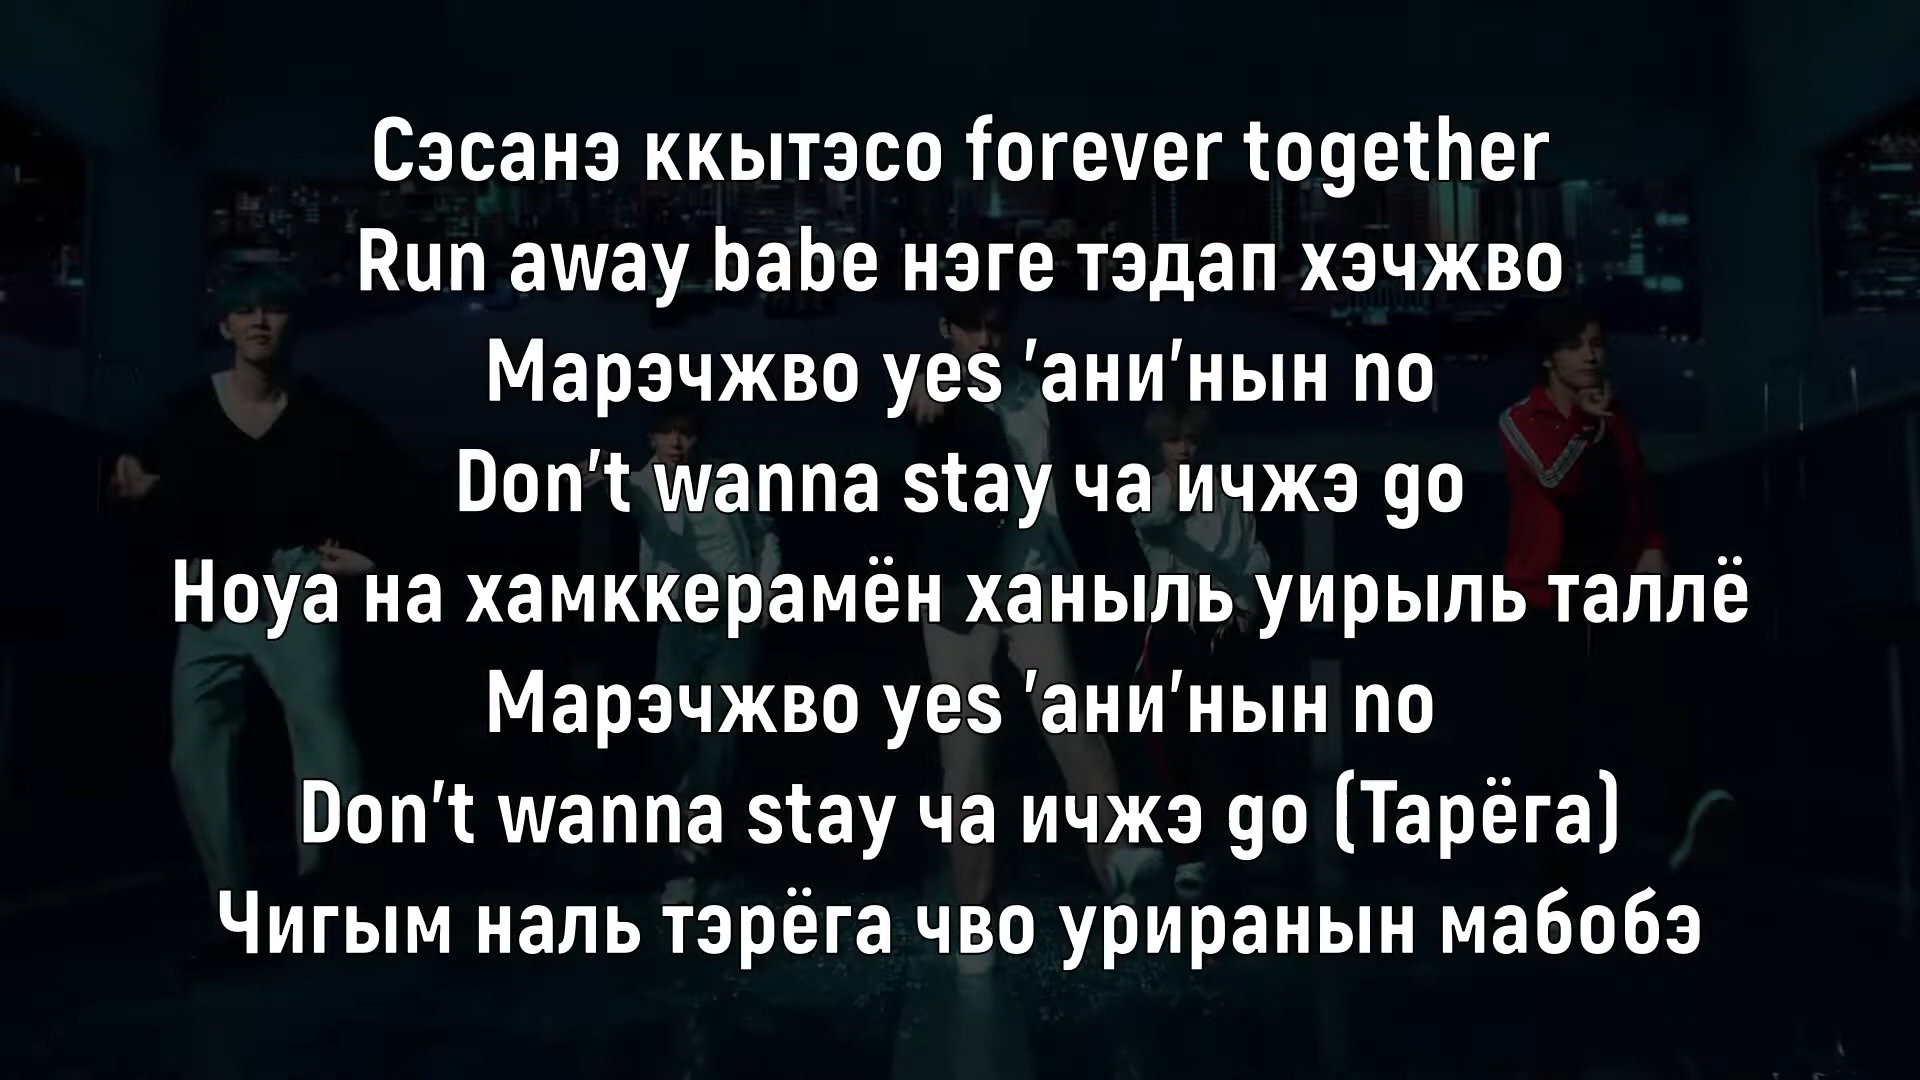 Сэсанэ ккытэсо forever together
Run away babe нэге тэдап хэчжво
Марэчжво yes 'ани'нын no
Don't wanna stay ча ичжэ go
Ноуа на хамккерамён ханыль уирыль таллё
Марэчжво yes 'ани'нын no
Don't wanna stay ча ичжэ go (Тарёга)
Чигым наль тэрёга чво уриранын мабобэ